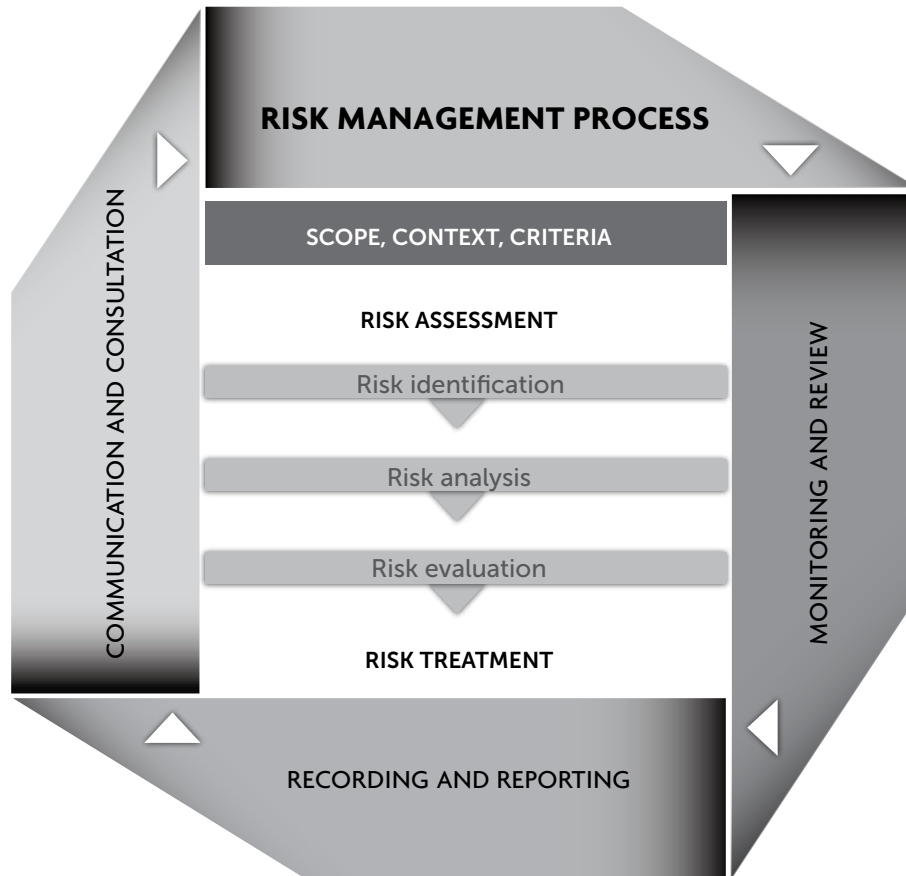 RISK MANAGEMENT PROCESS
SCOPE, CONTEXT, CRITERIA
COMMUNICATION AND CONSULTATION
RISK ASSESSMENT
Risk identification
Risk analysis
Risk evaluation
RISK TREATMENT
MONITORING AND REVIEW
RECORDING AND REPORTING